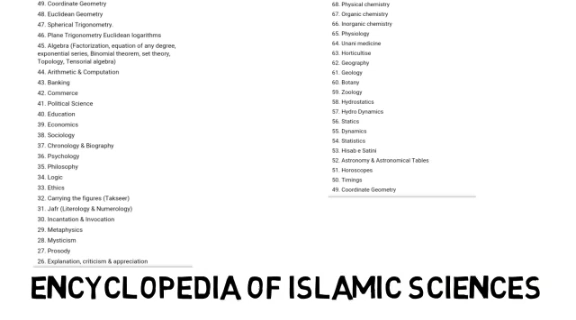 49. Coordinate Geometry
48. Euclidean Geometry
47. Spherical Trigonometry.
46. Plane Trigonometry Euclidean logarithms
45. Algebra (Factorization, equation of any degree,
exponential series, Binomial theorem, set theory,
Topology, Tensorial algebra)
44. Arithmetic & Computation
43. Banking
42. Commerce
41. Political Science
40. Education
39. Economics
38. Sociology
37. Chronology & Biography
36. Psychology
35. Philosophy
34. Logic
33. Ethics
32. Carrying the figures (Takseer)
31. Jafr (Literology & Numerology)
30. Incantation & Invocation
29. Metaphysics
28. Mysticism
27. Prosody
26. Explanation, criticism & appreciation
68. Physical chemistry
67. Organic chemistry
66. Inorganic chemistry
65. Physiology
64. Unani medicine
63. Horticulture
62. Geography
61. Geology
60. Botany
59. Zoology
58. Hydrostatics
57. Hydro Dynamics
56. Statics
55. Dynamics
54. Statistics
53. Hisab e Satini
52. Astronomy & Astronomical Tables
51. Horoscopes
50. Timings
49. Coordinate Geometry
ENCYCLOPEDIA OF ISLAMIC SCIENCES